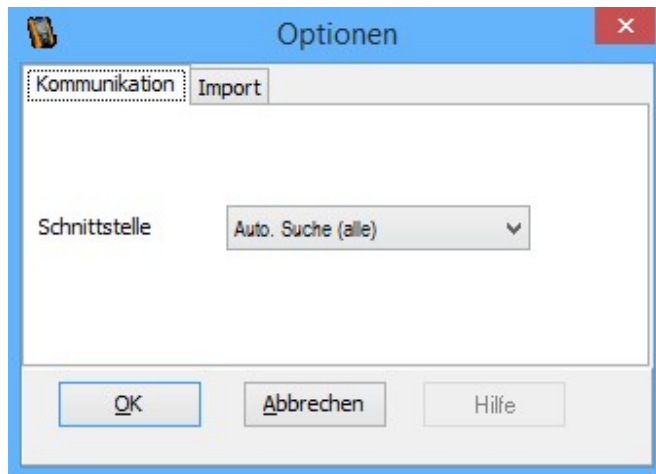 Optionen
Kommunikation Import
Schnittstelle Auto. Suche (alle)
OK Abbrechen Hilfe